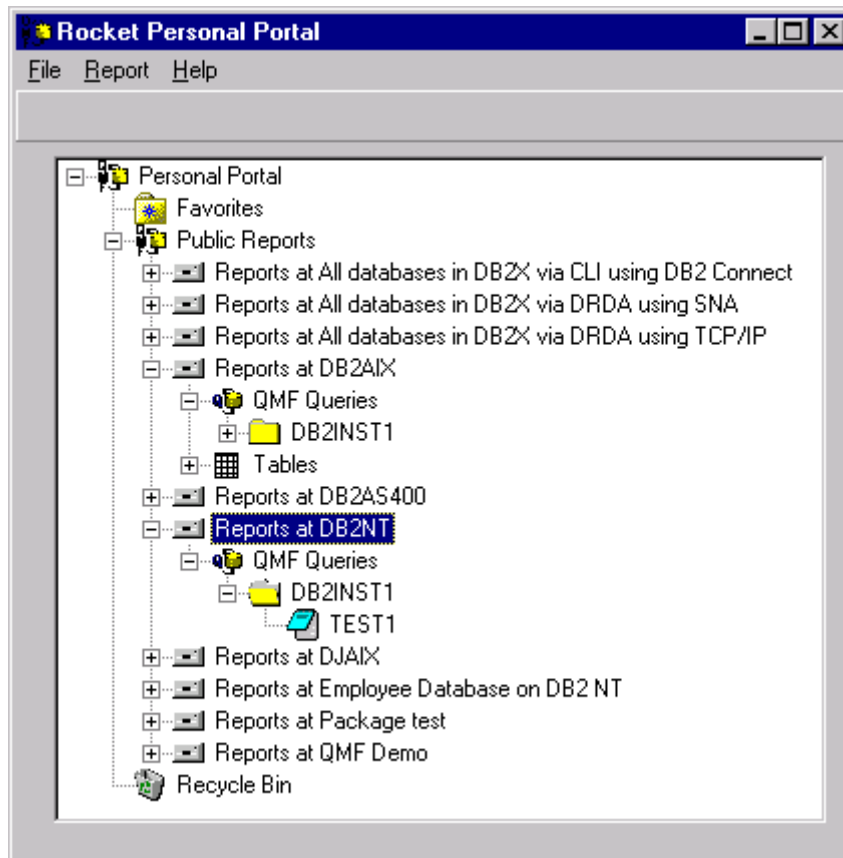 Rocket Personal Portal
File Report Help
Personal Portal
Favorites
Public Reports
Reports at All databases in DB2X via CLI using DB2 Connect
Reports at All databases in DB2X via DRDA using SNA
Reports at All databases in DB2X via DRDA using TCP/IP
Reports at DB2AIX
QMF Queries
DB2INST1
Tables
Reports at DB2AS400
Reports at DB2NT
QMF Queries
DB2INST1
TEST1
Reports at DJAIX
Reports at Employee Database on DB2 NT
Reports at Package test
Reports at QMF Demo
Recycle Bin